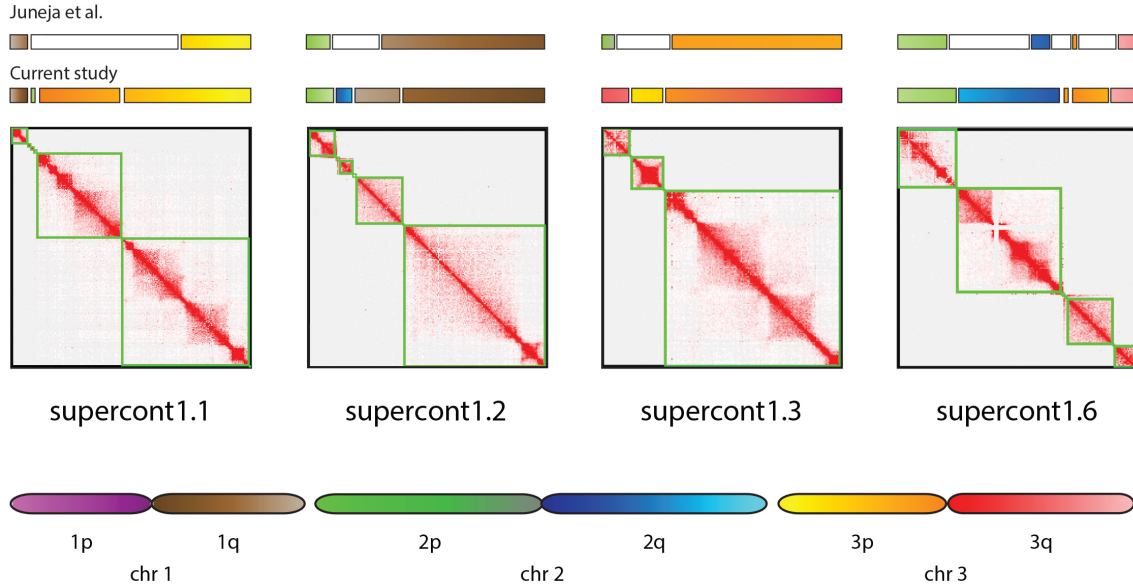 Juneja et al.
Current study
supercont1.1 supercont1.2 supercont1.3 supercont1.6
1p 1q 2p 2q 3p 3q
chr 1 chr 2 chr 3